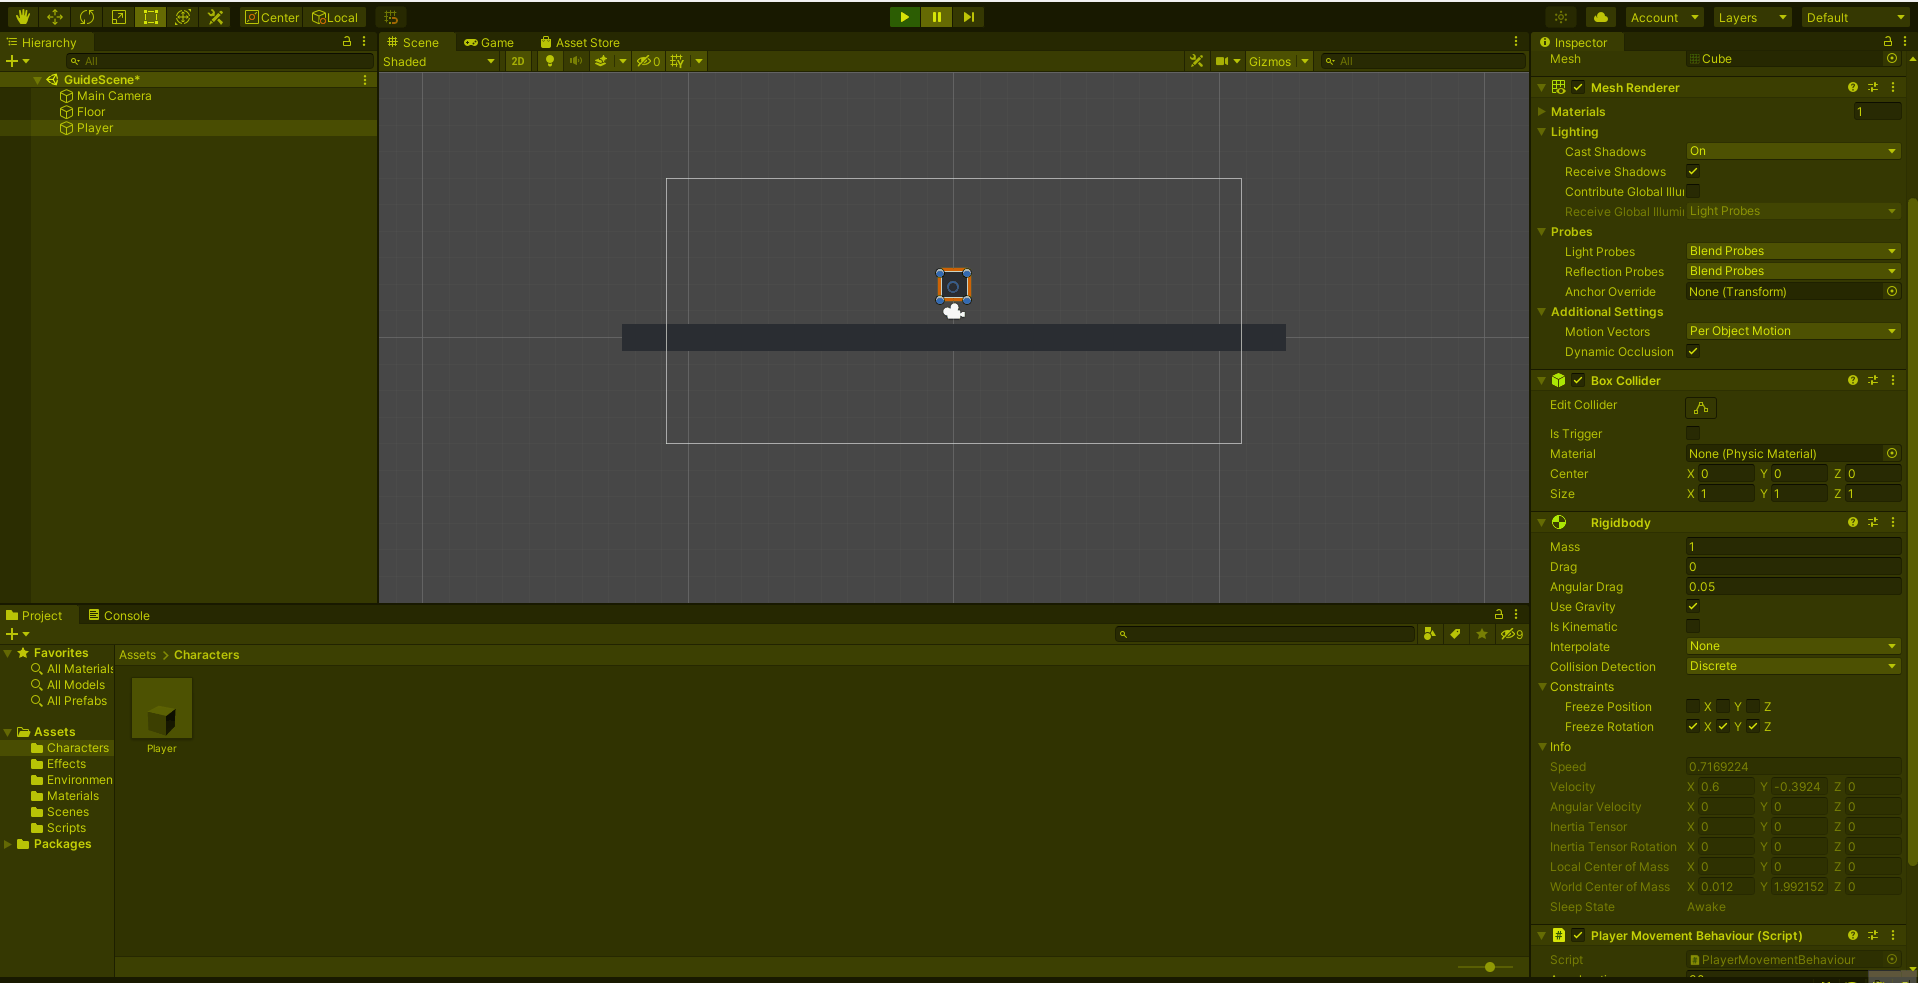 Center Local
Account Layers Default
Hierarchy
All
GuideScene*
Main Camera
Floor
Player
Scene Game Asset Store
Shaded 2D 0 Gizmos All
Inspector
Mesh Cube
Mesh Renderer
Materials 1
Lighting
Cast Shadows On
Receive Shadows
Contribute Global Illu
Receive Global Illumi Light Probes
Probes
Light Probes Blend Probes
Reflection Probes Blend Probes
Anchor Override None (Transform)
Additional Settings
Motion Vectors Per Object Motion
Dynamic Occlusion
Box Collider
Edit Collider
Is Trigger
Material None (Physic Material)
Center X 0 Y 0 Z 0
Size X 1 Y 1 Z 1
Rigidbody
Mass 1
Drag 0
Angular Drag 0.05
Use Gravity
Is Kinematic
Interpolate None
Collision Detection Discrete
Constraints
Freeze Position X Y Z
Freeze Rotation X Y Z
Info
Speed 0.7169224
Velocity X 0.6 Y -0.3924 Z 0
Angular Velocity X 0 Y 0 Z 0
Inertia Tensor X 0 Y 0 Z 0
Inertia Tensor Rotation X 0 Y 0 Z 0
Local Center of Mass X 0 Y 0 Z 0
World Center of Mass X 0.012 Y 1.992152 Z 0
Sleep State Awake
# Player Movement Behaviour (Script)
Script PlayerMovementBehaviour
Project Console
9
Favorites
All Materials
All Models
All Prefabs
Assets
Characters
Effects
Environmen
Materials
Scenes
Scripts
Packages
Assets > Characters
Player